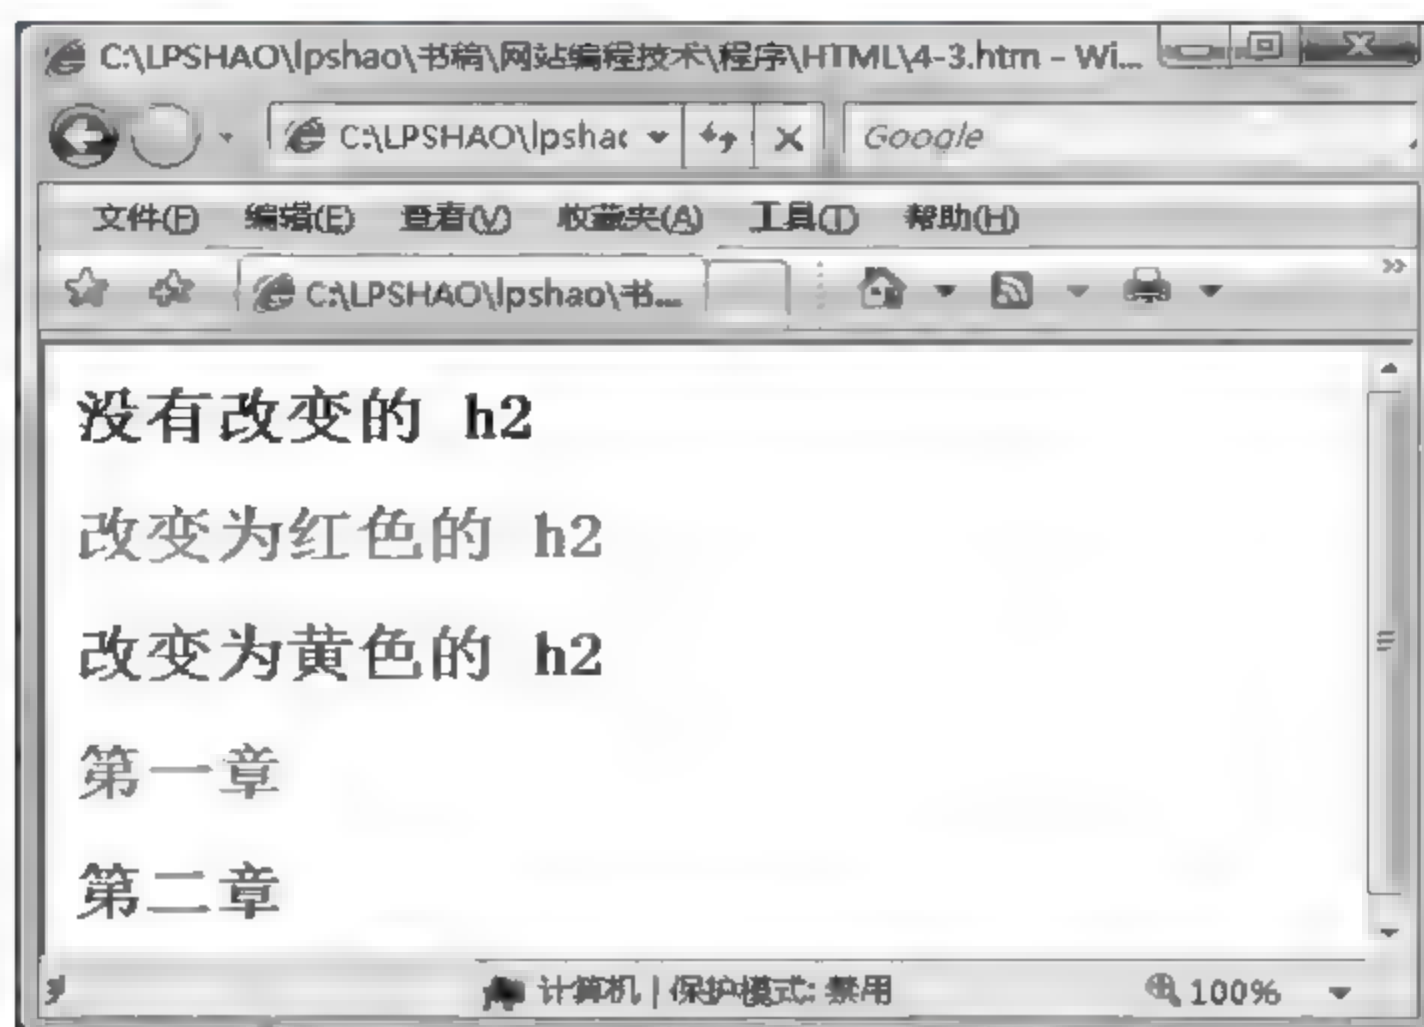 C:\LPSHAO\lpshao\书稿\网站编程技术\程序\HTML\4-3.htm - Wi...
C:\LPSHAO\lpshac
Google
文件(F) 编辑(E) 查看(V) 收藏夹(A) 工具(T) 帮助(H)
C:\LPSHAO\lpshao\书...
没有改变的 h2
改变为红色的 h2
改变为黄色的 h2
第一章
第二章
计算机 | 保护模式: 禁用
100%